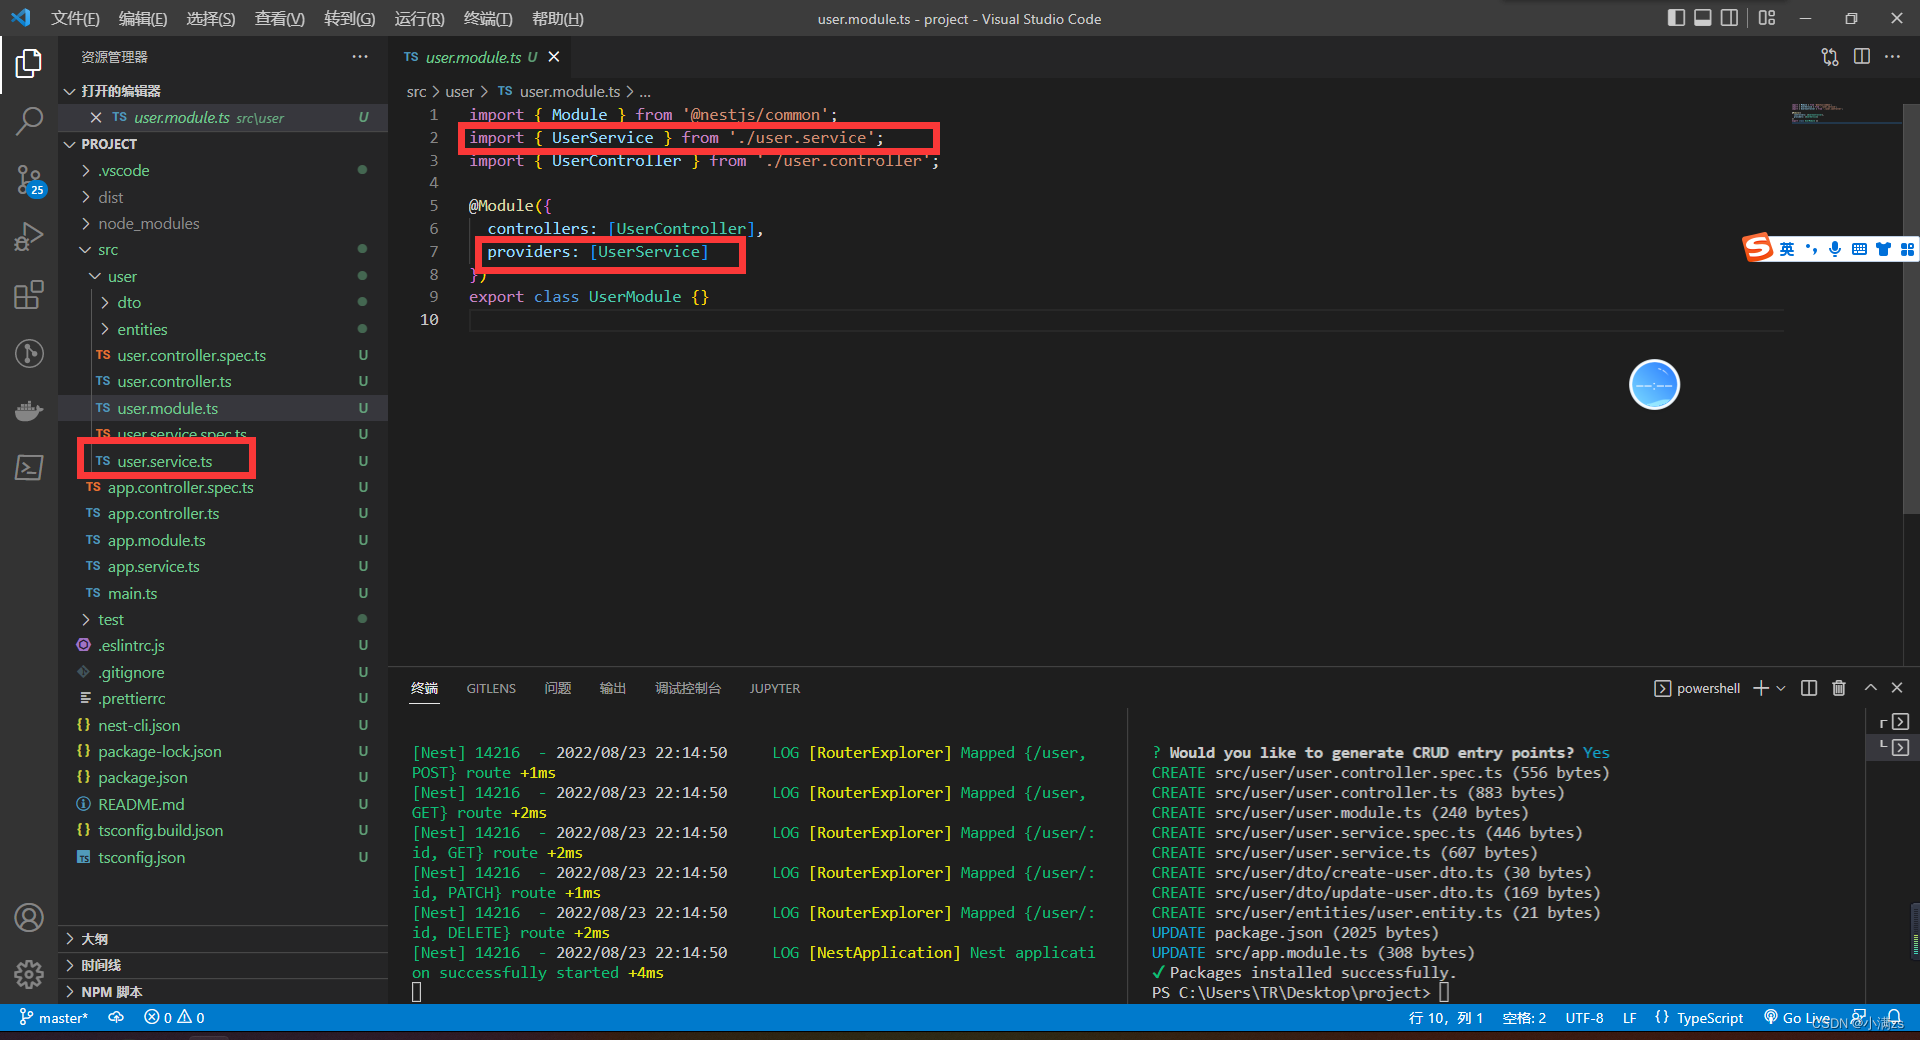 文件(F) 编辑(E) 选择(S) 查看(V) 转到(G) 运行(R) 终端(T) 帮助(H)
user.module.ts - project - Visual Studio Code
资源管理器
打开的编辑器
TS user.module.ts src\user U
PROJECT
.vscode
dist
node_modules
src
user
dto
entities
TS user.controller.spec.ts U
TS user.controller.ts U
TS user.module.ts U
TS user.service.spec.ts U
TS user.service.ts U
TS app.controller.spec.ts U
TS app.controller.ts U
TS app.module.ts U
TS app.service.ts U
TS main.ts U
test
.eslintrc.js U
.gitignore U
.prettierrc U
{} nest-cli.json U
{} package-lock.json U
{} package.json U
README.md U
{} tsconfig.build.json U
TS tsconfig.json U
大纲
时间线
NPM 脚本
25
TS user.module.ts U
src > user > TS user.module.ts > ...
1 import { Module } from '@nestjs/common';
2 import { UserService } from './user.service';
3 import { UserController } from './user.controller';
4
5 @Module({
6 controllers: [UserController],
7 providers: [UserService]
8 })
9 export class UserModule {}
10
英
终端 GITLENS 问题 输出 调试控制台 JUPYTER
powershell
[Nest] 14216 - 2022/08/23 22:14:50 LOG [RouterExplorer] Mapped {/user,
POST} route +1ms
[Nest] 14216 - 2022/08/23 22:14:50 LOG [RouterExplorer] Mapped {/user,
GET} route +2ms
[Nest] 14216 - 2022/08/23 22:14:50 LOG [RouterExplorer] Mapped {/user/:
id, GET} route +2ms
[Nest] 14216 - 2022/08/23 22:14:50 LOG [RouterExplorer] Mapped {/user/:
id, PATCH} route +1ms
[Nest] 14216 - 2022/08/23 22:14:50 LOG [RouterExplorer] Mapped {/user/:
id, DELETE} route +2ms
[Nest] 14216 - 2022/08/23 22:14:50 LOG [NestApplication] Nest applicati
on successfully started +4ms
? Would you like to generate CRUD entry points? Yes
CREATE src/user/user.controller.spec.ts (556 bytes)
CREATE src/user/user.controller.ts (883 bytes)
CREATE src/user/user.module.ts (240 bytes)
CREATE src/user/user.service.spec.ts (446 bytes)
CREATE src/user/user.service.ts (607 bytes)
CREATE src/user/dto/create-user.dto.ts (30 bytes)
CREATE src/user/dto/update-user.dto.ts (169 bytes)
CREATE src/user/entities/user.entity.ts (21 bytes)
UPDATE package.json (2025 bytes)
UPDATE src/app.module.ts (308 bytes)
✓ Packages installed successfully.
PS C:\Users\TR\Desktop\project>
master* 0 0
行 10, 列 1 空格: 2 UTF-8 LF {} TypeScript Go Live
CSDN @小满zs